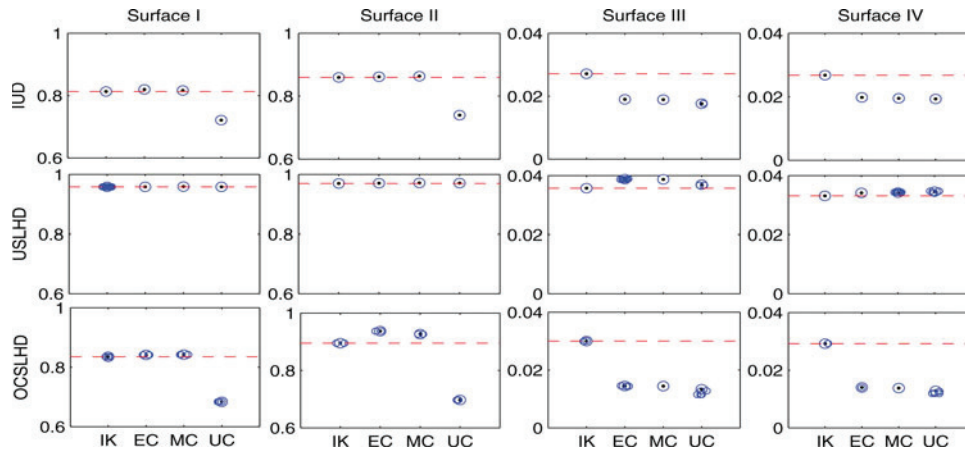 Surface I Surface II Surface III Surface IV
IUD
1 1 0.04 0.04
0.8 0.8 0.02 0.02
0.6 0.6 0 0
USLHD
1 1 0.04 0.04
0.8 0.8 0.02 0.02
0.6 0.6 0 0
OCSLHD
1 1 0.04 0.04
0.8 0.8 0.02 0.02
0.6 0.6 0 0
IK EC MC UC IK EC MC UC IK EC MC UC IK EC MC UC